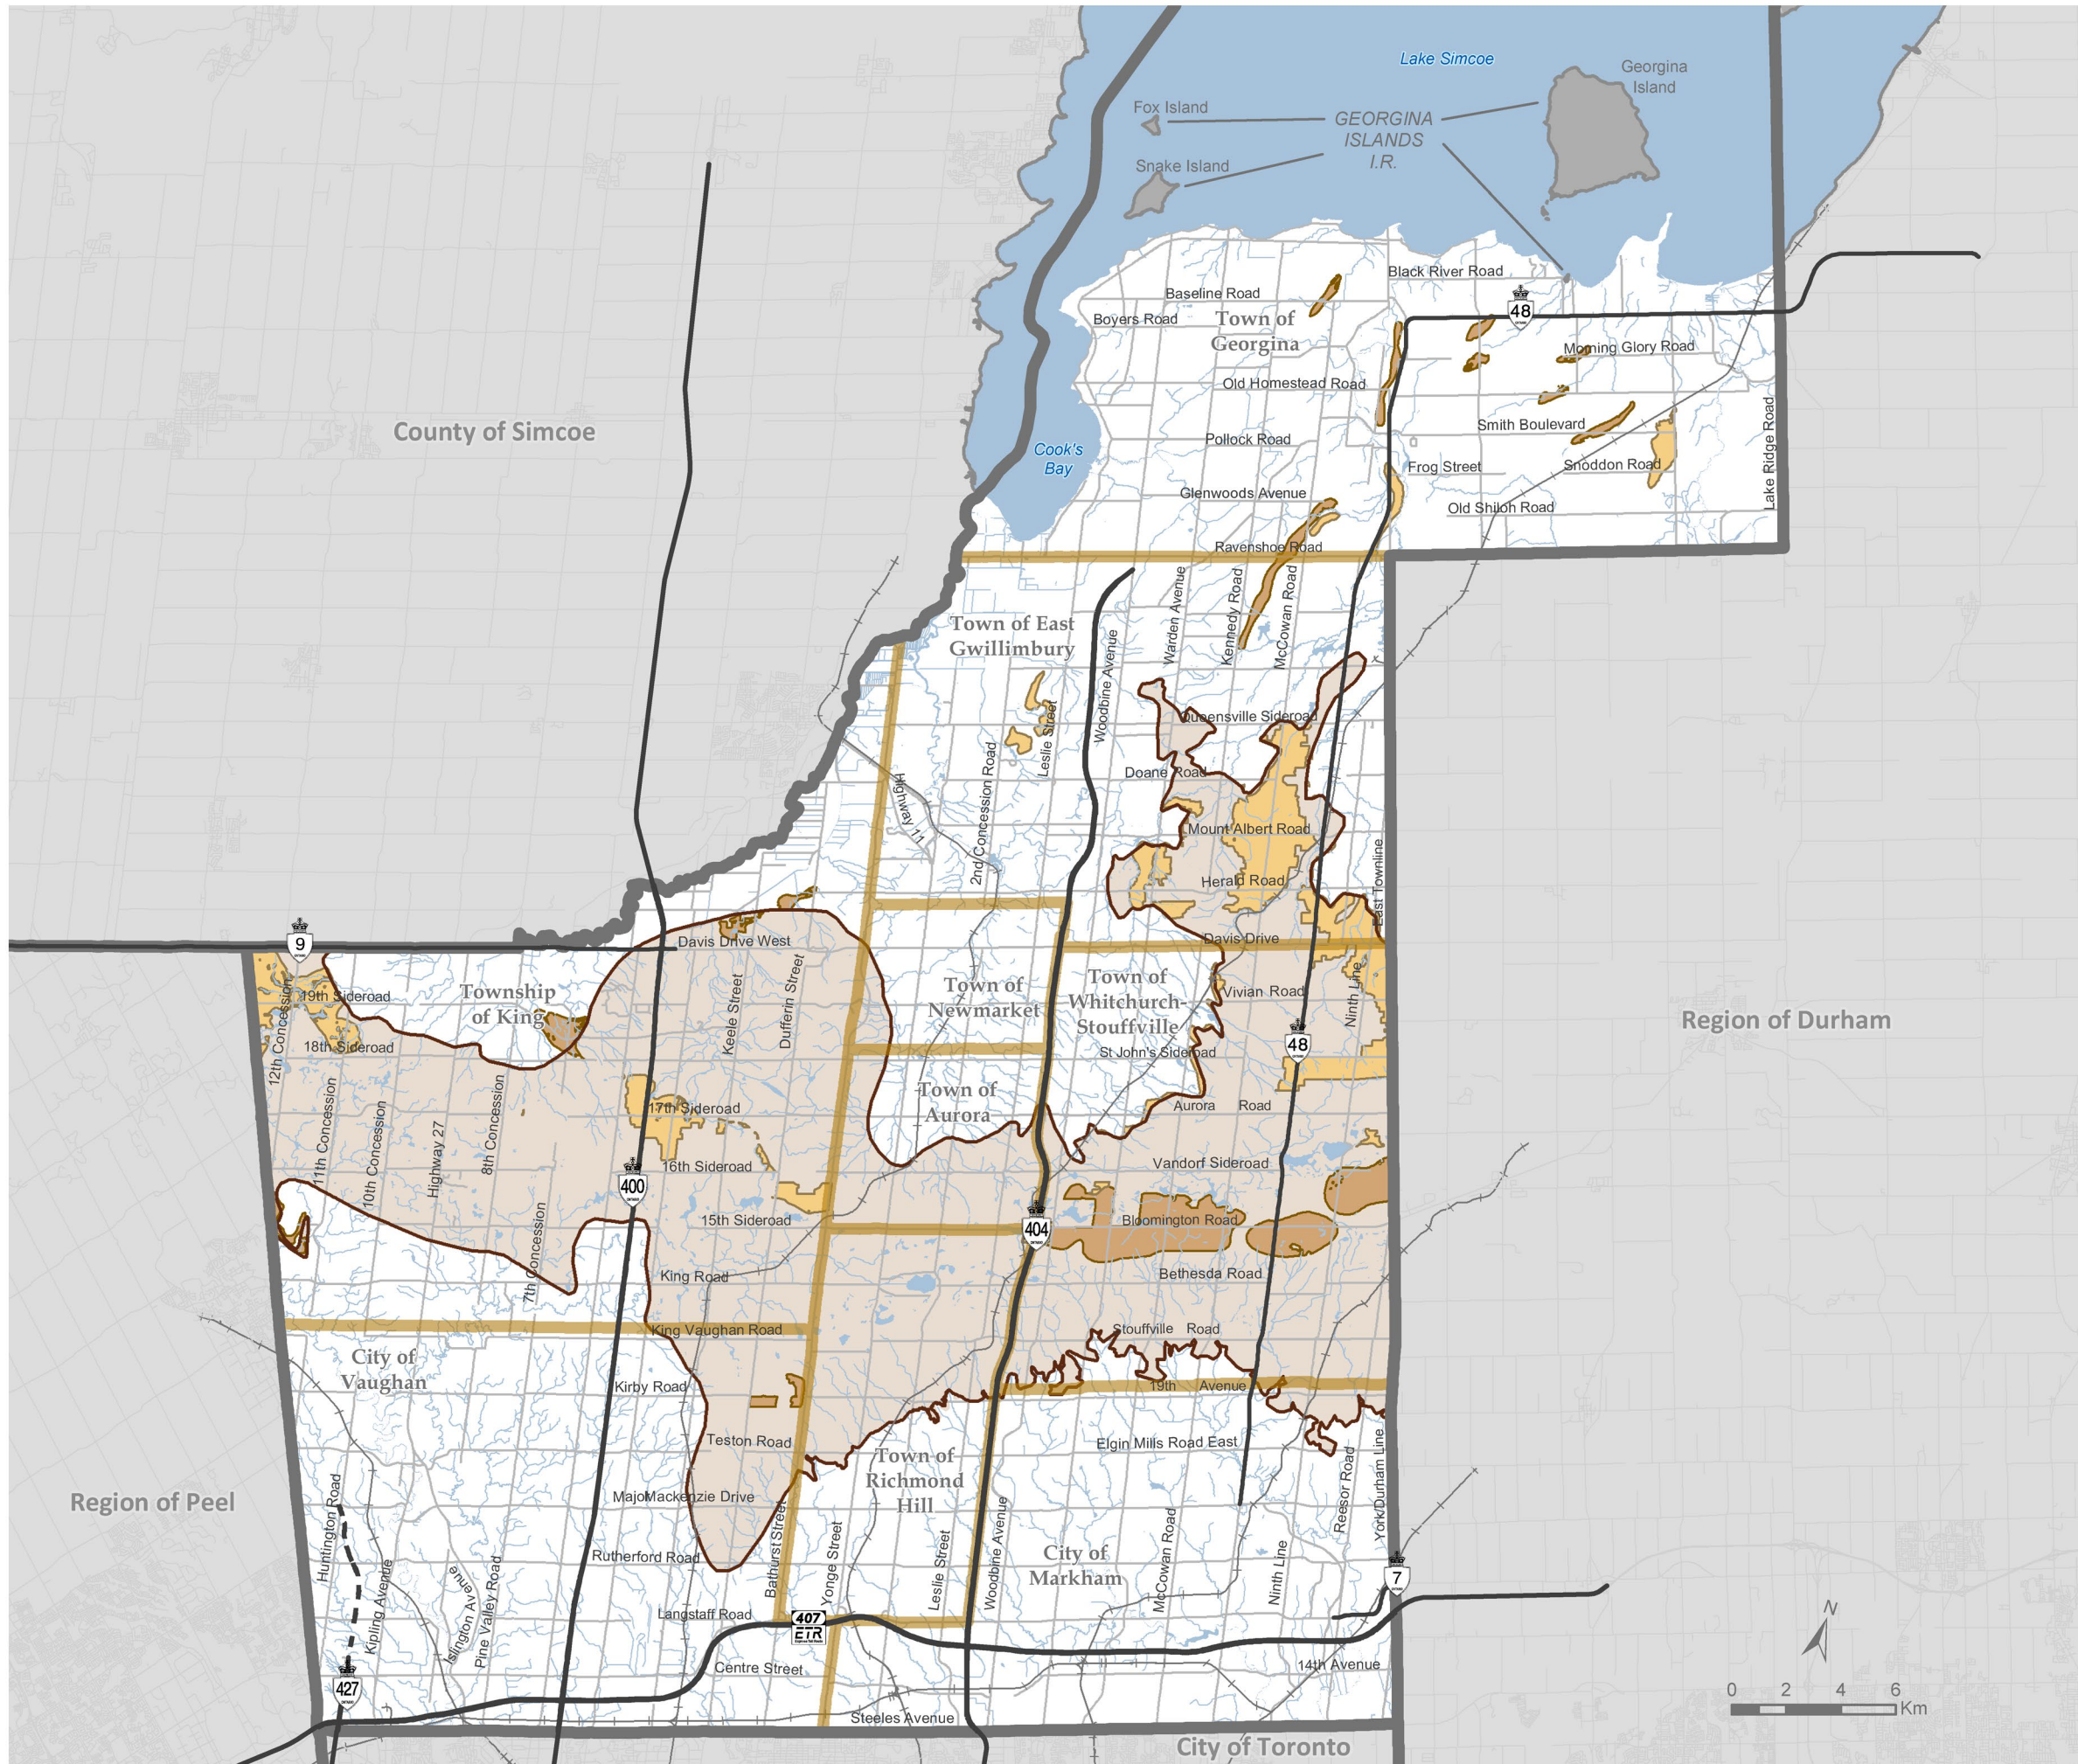 Lake Simcoe
Georgina
Island
Fox Island
GEORGINA
ISLANDS
I.R.
Snake Island
Black River Road
Baseline Road
48
Boyers Road
Town of
Georgina
Morning Glory Road
Old Homestead Road
Lake Ridge Road
County of Simcoe
Smith Boulevard
Pollock Road
Cook's
Bay
Frog Street
Snoddon Road
Glenwoods Avenue
Old Shiloh Road
Ravenshoe Road
Warden Avenue
Kennedy Road
McCowan Road
Town of East
Gwillimbury
Woodbine Avenue
Queensville Sideroad
Leslie Street
2nd Concession Road
Doane Road
Highway 11
Mount Albert Road
Herald Road
East Townline
9
Davis Drive West
Davis Drive
19th Sideroad
Township
of King
Keele Street
Dufferin Street
Town of
Newmarket
Town of
Whitchurch-
Stouffville
Vivian Road
Ninth Line
Region of Durham
12th Concession
18th Sideroad
48
St John's Sideroad
11th Concession
10th Concession
Highway 27
8th Concession
17th Sideroad
Town of
Aurora
Aurora Road
16th Sideroad
Vandorf Sideroad
400
7th Concession
15th Sideroad
404
Bloomington Road
King Road
Bethesda Road
King Vaughan Road
Stouffville Road
City of
Vaughan
Kirby Road
19th Avenue
Teston Road
Elgin Mills Road East
Town of
Richmond
Hill
Region of Peel
Huntington Road
Major Mackenzie Drive
Bathurst Street
Yonge Street
Leslie Street
Woodbine Avenue
McCowan Road
Ninth Line
Reesor Road
York/Durham Line
City of
Markham
Kipling Avenue
Islington Avenue
Pine Valley Road
Rutherford Road
7
Langstaff Road
407
ETR
N
Centre Street
14th Avenue
427
Steeles Avenue
0 2 4 6
Km
City of Toronto